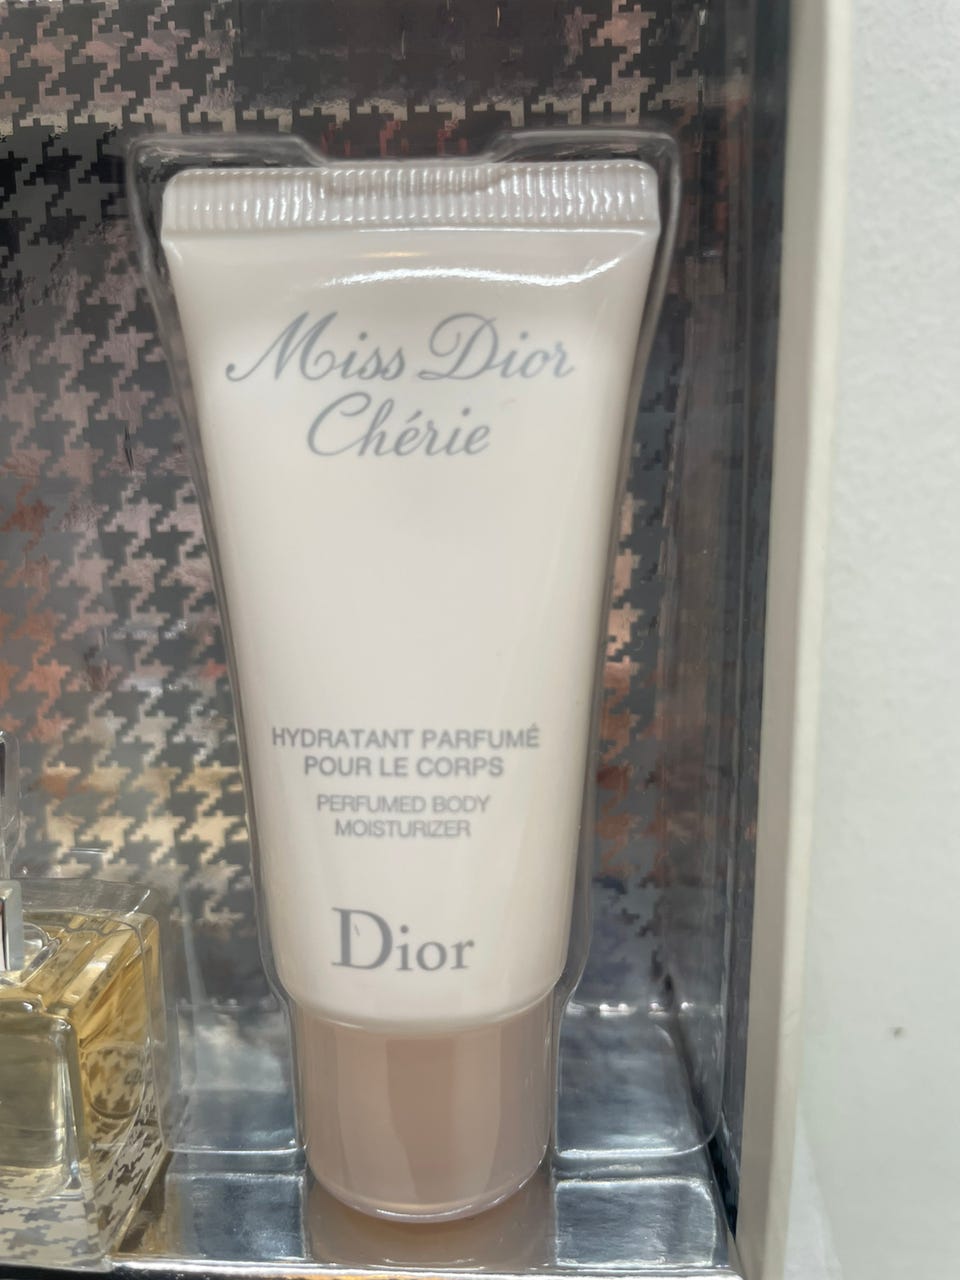 Miss Dior
Chérie
HYDRATANT PARFUMÉ
POUR LE CORPS
PERFUMED BODY
MOISTURIZER
Dior